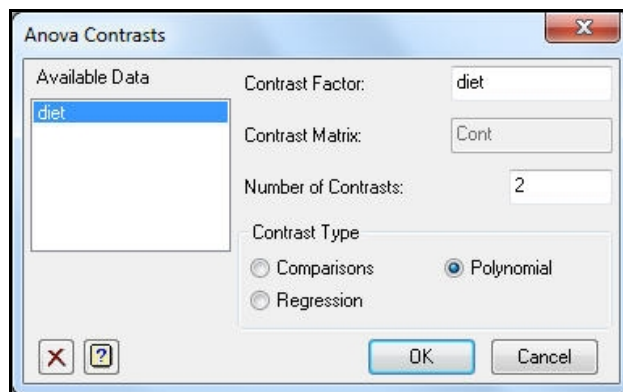 Anova Contrasts
Available Data
diet
Contrast Factor:
diet
Contrast Matrix:
Cont
Number of Contrasts:
2
Contrast Type
Comparisons
Polynomial
Regression
OK
Cancel